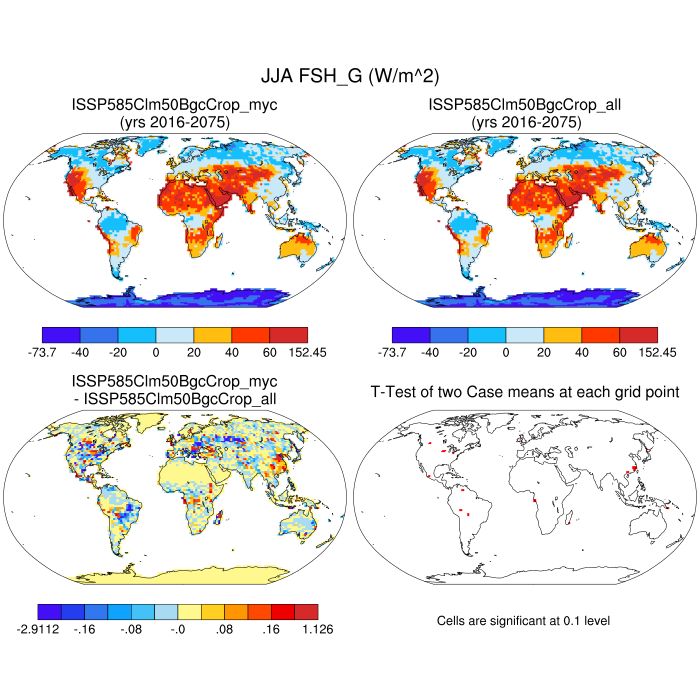 JJA FSH_G (W/m^2)
ISSP585Clm50BgcCrop_myc
(yrs 2016-2075)
ISSP585Clm50BgcCrop_all
(yrs 2016-2075)
-73.7 -40 -20 0 20 40 60 152.45
-73.7 -40 -20 0 20 40 60 152.45
ISSP585Clm50BgcCrop_myc
- ISSP585Clm50BgcCrop_all
T-Test of two Case means at each grid point
-2.9112 -.16 -.08 -.0 .08 .16 1.126
Cells are significant at 0.1 level